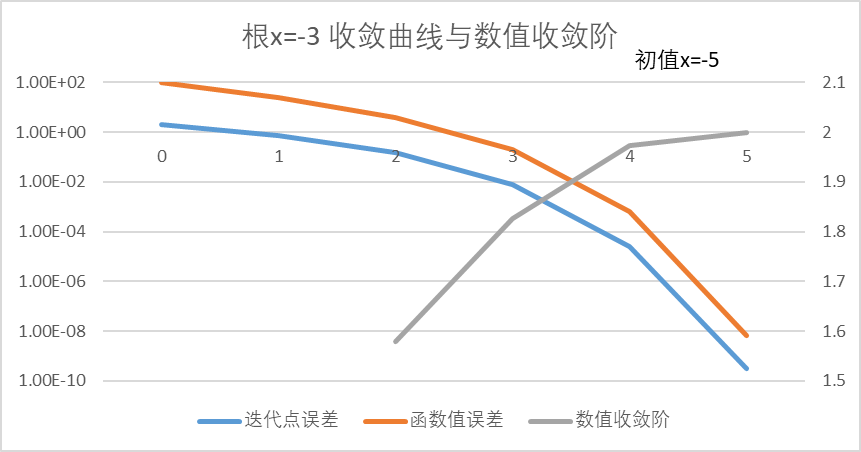 根x=-3 收敛曲线与数值收敛阶
初值x=-5
1.00E+02
1.00E+00
1.00E-02
1.00E-04
1.00E-06
1.00E-08
1.00E-10
0 1 2 3 4 5
2.1
2
1.9
1.8
1.7
1.6
1.5
迭代点误差 函数值误差 数值收敛阶